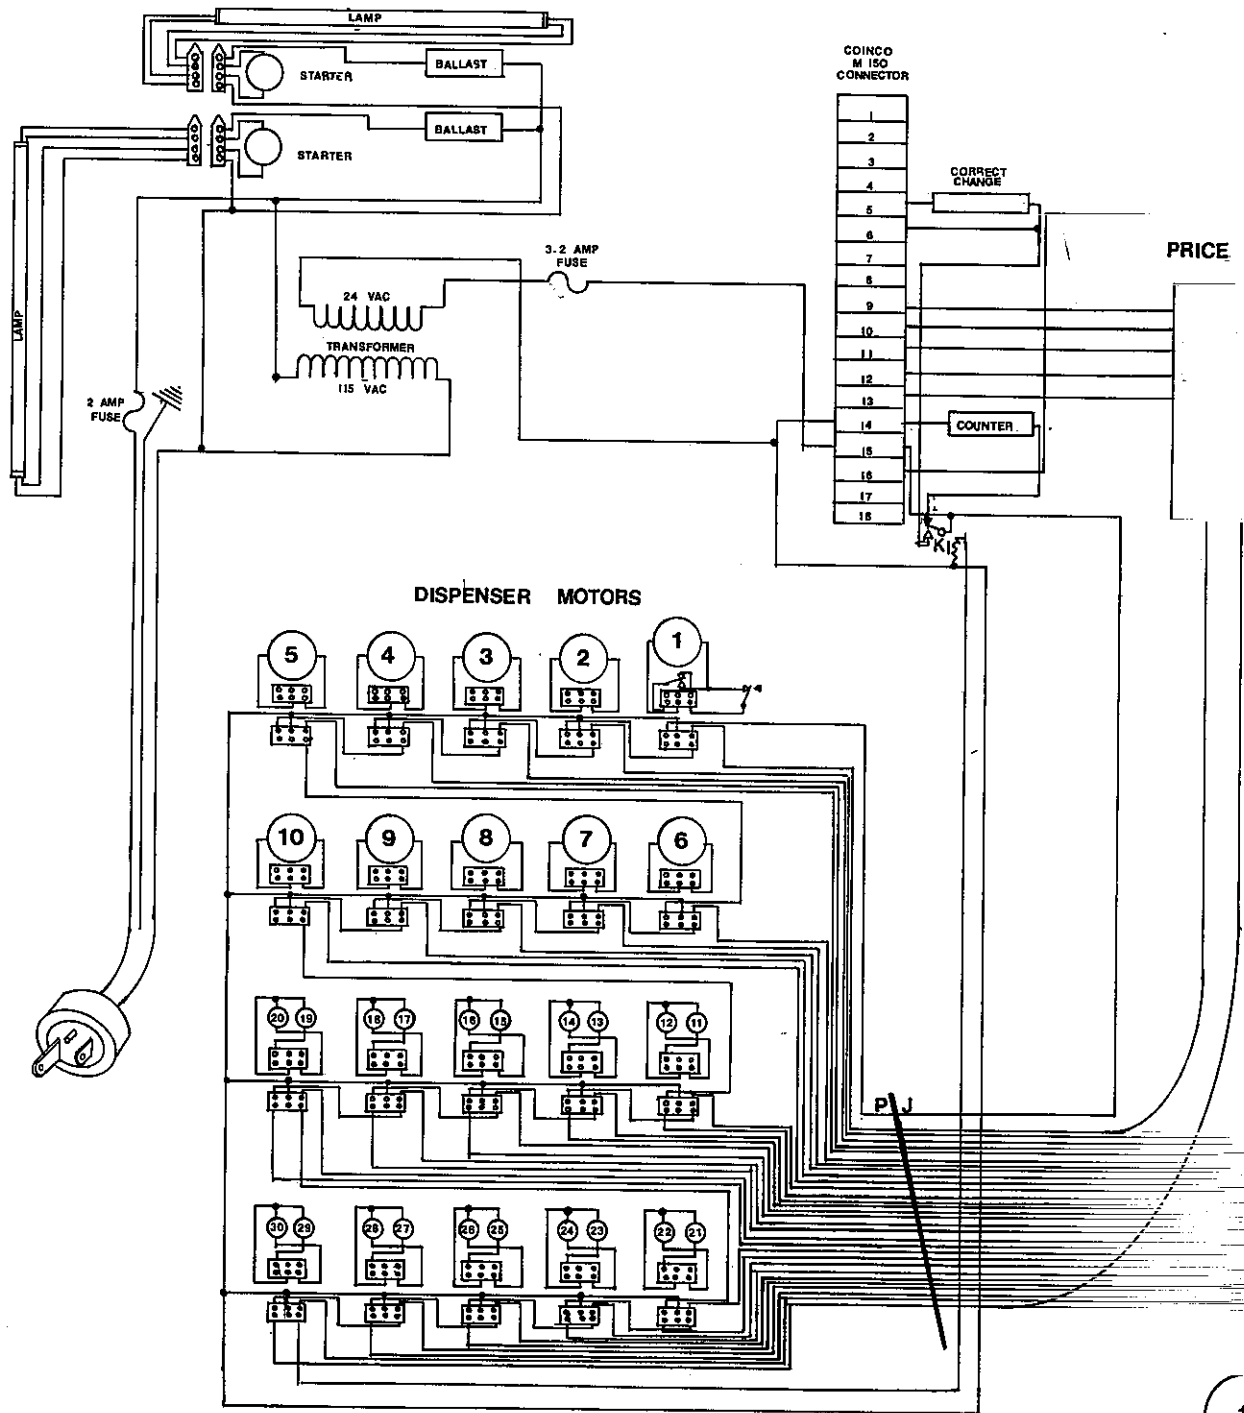 LAMP
BALLAST
STARTER
BALLAST
STARTER
LAMP
COINCO
M 150
CONNECTOR
1
2
3
4
5
6
7
8
9
10
11
12
13
14
15
16
17
18
CORRECT
CHANGE
PRICE
3.2 AMP
FUSE
24 VAC
TRANSFORMER
115 VAC
2 AMP
FUSE
COUNTER
K1
DISPENSER MOTORS
5 4 3 2 1
10 9 8 7 6
20 19 18 17 16 15 14 13 12 11
P J
30 29 28 27 26 25 24 23 22 21